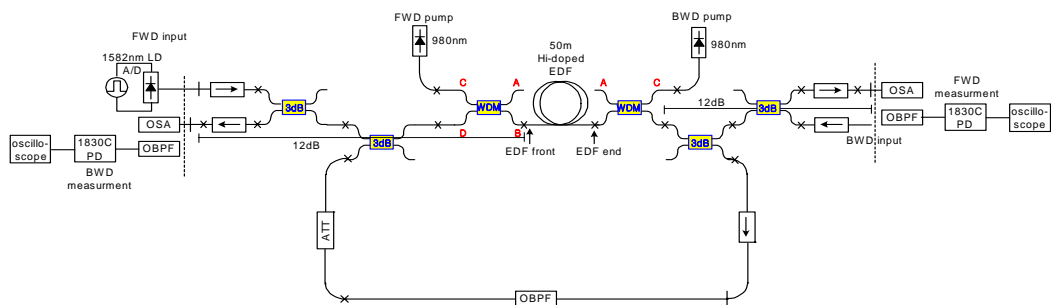 FWD input
1582nm LD
A/D
OSA
oscillo-
scope
1830C
PD
OBPF
BWD
measurment
3dB
12dB
3dB
FWD pump
980nm
C
A
WDM
D
B
50m
Hi-doped
EDF
EDF front
EDF end
BWD pump
980nm
A
C
WDM
12dB
3dB
3dB
BWD input
OSA
OBPF
FWD
measurement
1830C
PD
oscillo-
scope
ATT
OBPF